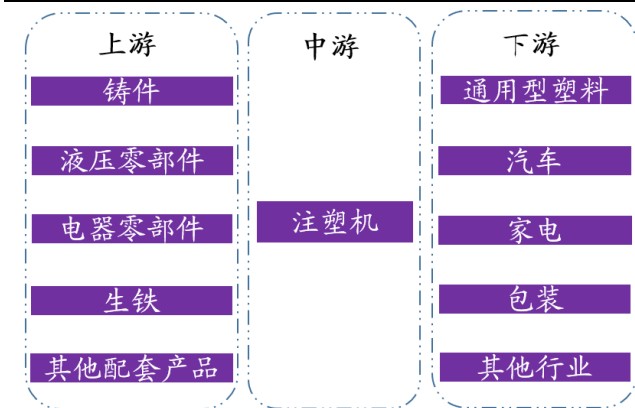 上游
铸件
液压零部件
电器零部件
生铁
其他配套产品
中游
注塑机
下游
通用型塑料
汽车
家电
包装
其他行业